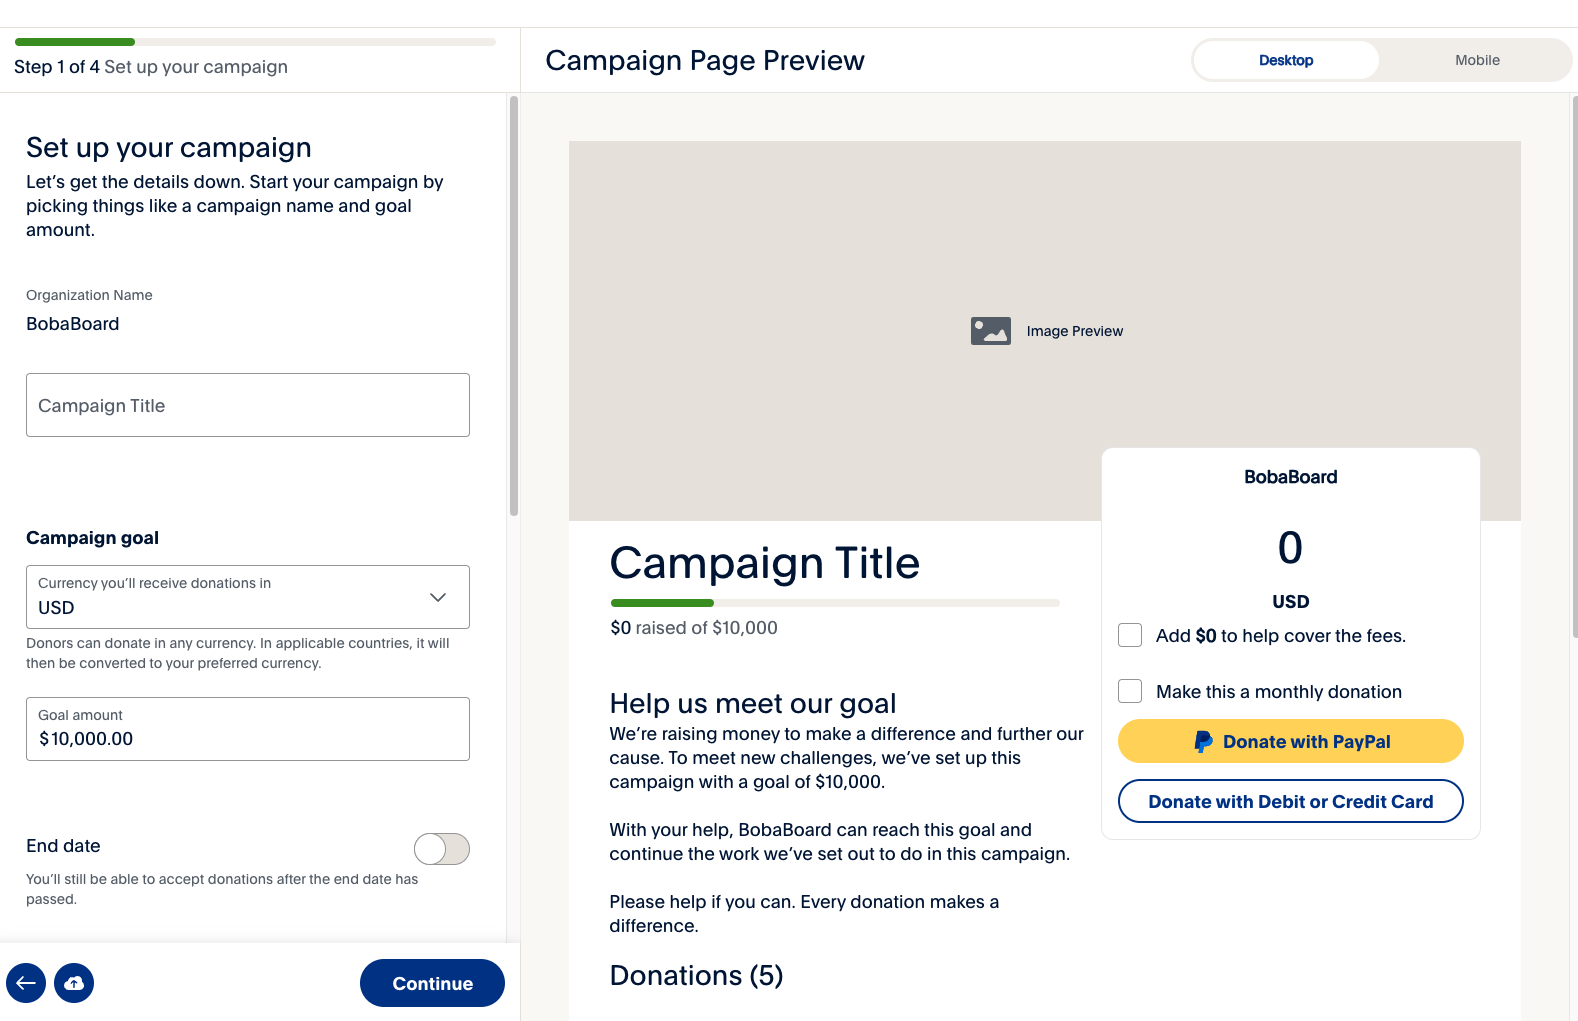 Step 1 of 4 Set up your campaign
Set up your campaign
Let's get the details down. Start your campaign by
picking things like a campaign name and goal
amount.
Organization Name
BobaBoard
Campaign Title
Campaign goal
Currency you'll receive donations in
USD
Donors can donate in any currency. In applicable countries, it will
then be converted to your preferred currency.
Goal amount
$10,000.00
End date
You'll still be able to accept donations after the end date has
passed.
Continue
Campaign Page Preview
Desktop
Mobile
Image Preview
Campaign Title
$0 raised of $10,000
Help us meet our goal
We're raising money to make a difference and further our
cause. To meet new challenges, we've set up this
campaign with a goal of $10,000.
With your help, BobaBoard can reach this goal and
continue the work we've set out to do in this campaign.
Please help if you can. Every donation makes a
difference.
Donations (5)
BobaBoard
0
USD
Add $0 to help cover the fees.
Make this a monthly donation
Donate with PayPal
Donate with Debit or Credit Card